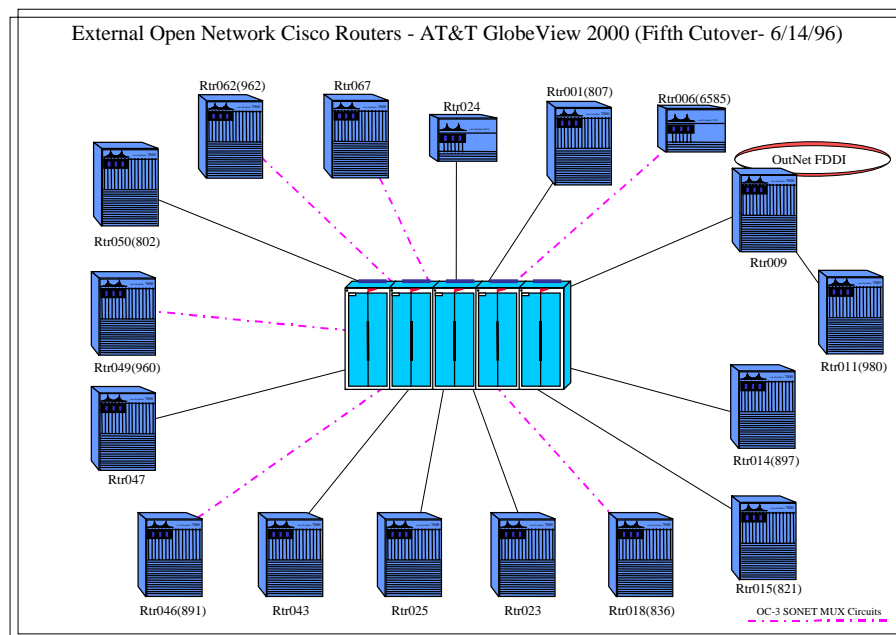 External Open Network Cisco Routers - AT&T GlobeView 2000 (Fifth Cutover- 6/14/96)
Rtr062(962)
Rtr067
Rtr024
Rtr001(807)
Rtr006(6585)
OutNet FDDI
Rtr050(802)
Rtr009
Rtr049(960)
Rtr011(980)
Rtr047
Rtr014(897)
Rtr015(821)
Rtr046(891)
Rtr043
Rtr025
Rtr023
Rtr018(836)
OC-3 SONET MUX Circuits